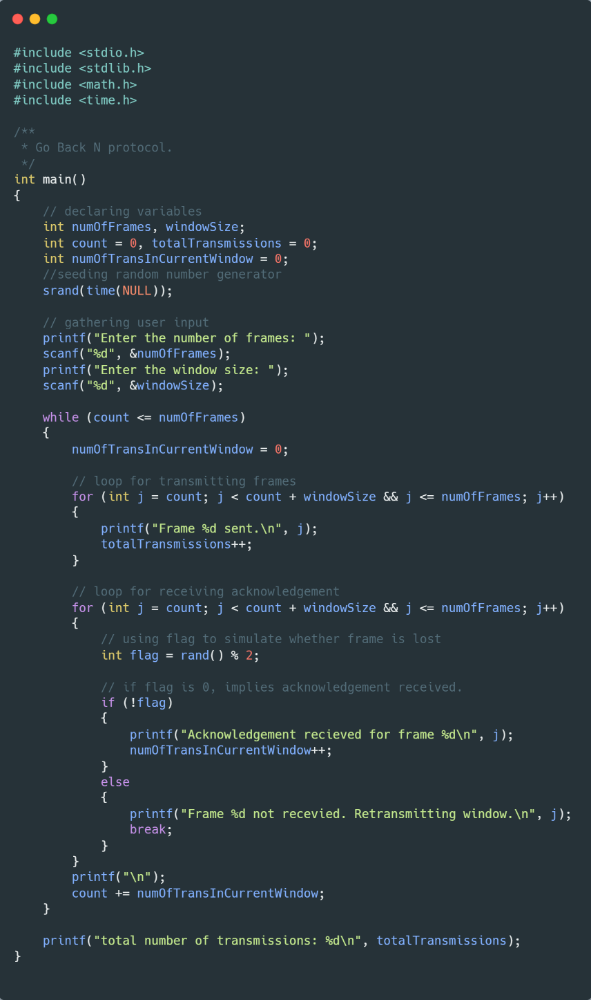 #include <stdio.h>
#include <stdlib.h>
#include <math.h>
#include <time.h>

/**
 * Go Back N protocol.
 */
int main()
{
    // declaring variables
    int numOfFrames, windowSize;
    int count = 0, totalTransmissions = 0;
    int numOfTransInCurrentWindow = 0;
    //seeding random number generator
    srand(time(NULL));

    // gathering user input
    printf("Enter the number of frames: ");
    scanf("%d", &numOfFrames);
    printf("Enter the window size: ");
    scanf("%d", &windowSize);

    while (count <= numOfFrames)
    {
        numOfTransInCurrentWindow = 0;

        // loop for transmitting frames
        for (int j = count; j < count + windowSize && j <= numOfFrames; j++)
        {
            printf("Frame %d sent.\n", j);
            totalTransmissions++;
        }

        // loop for receiving acknowledgement
        for (int j = count; j < count + windowSize && j <= numOfFrames; j++)
        {
            // using flag to simulate whether frame is lost
            int flag = rand() % 2;

            // if flag is 0, implies acknowledgement received.
            if (!flag)
            {
                printf("Acknowledgement recieved for frame %d\n", j);
                numOfTransInCurrentWindow++;
            }
            else
            {
                printf("Frame %d not recevied. Retransmitting window.\n", j);
                break;
            }
        }
        printf("\n");
        count += numOfTransInCurrentWindow;
    }

    printf("total number of transmissions: %d\n", totalTransmissions);
}